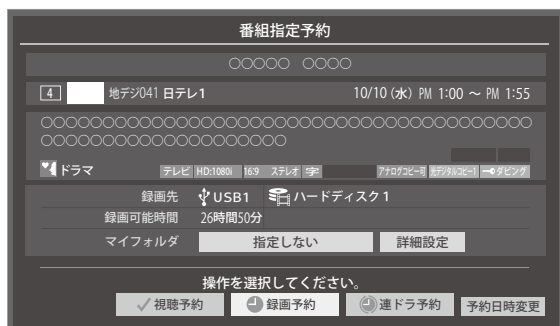 番組指定予約
○○○○○ ○○○○
4 地デジ041 日テレ1 10/10 (水) PM 1:00 ～ PM 1:55
○○○○○○○○○○○○○○○○○○○○○○○○○○○○○○○○○○○○○○○○
○○○○○○○○○○○○○○○○○○○○
ドラマ テレビ HD:1080i 16:9 ステレオ 字 アナログコピー可 光デジタルコピー1 ダビング
録画先 USB1 ハードディスク1
録画可能時間 26時間50分
マイフォルダ 指定しない 詳細設定
操作を選択してください。
視聴予約 録画予約 連ドラ予約 予約日時変更